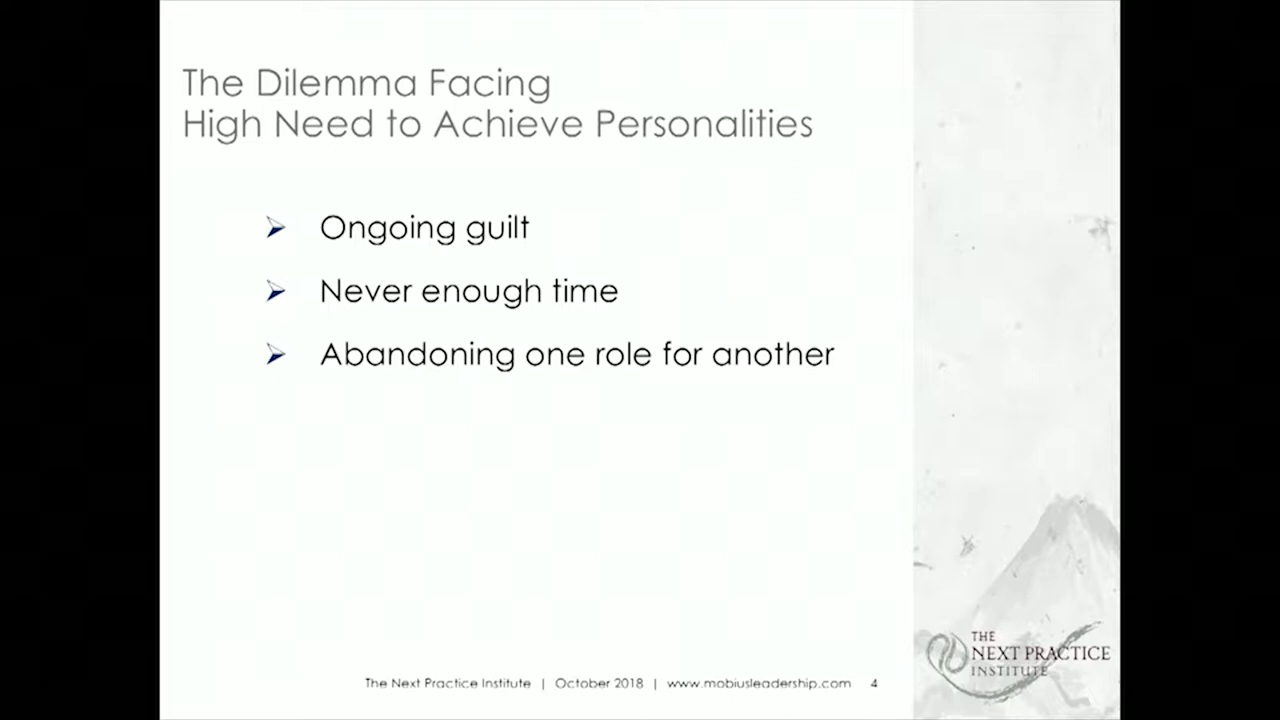 The Dilemma Facing
High Need to Achieve Personalities
Ongoing guilt
Never enough time
Abandoning one role for another
The Next Practice Institute | October 2018 | www.mobiusleadership.com 4
THE
NEXT PRACTICE
INSTITUTE